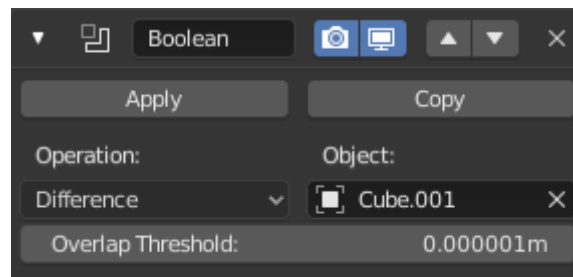 Boolean
Apply Copy
Operation: Object:
Difference Cube.001
Overlap Threshold: 0.000001m